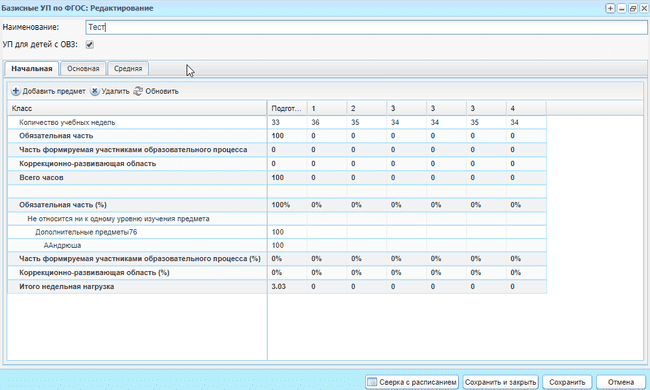 Базисные УП по ФГОС: Редактирование
Наименование: Тест
УП для детей с ОВЗ:
Начальная Основная Средняя
Добавить предмет Удалить Обновить
Класс Подгот... 1 2 3 3 3 4
Количество учебных недель 33 36 35 34 34 35 34
Обязательная часть 100 0 0 0 0 0 0
Часть формируемая участниками образовательного процесса 0 0 0 0 0 0 0
Коррекционно-развивающая область 0 0 0 0 0 0 0
Всего часов 100 0 0 0 0 0 0
Обязательная часть (%) 100% 0% 0% 0% 0% 0% 0%
Не относится ни к одному уровню изучения предмета
Дополнительные предметы76 100
ААндрюша 100
Часть формируемая участниками образовательного процесса (%) 0% 0% 0% 0% 0% 0% 0%
Коррекционно-развивающая область (%) 0% 0% 0% 0% 0% 0% 0%
Итого недельная нагрузка 3.03 0 0 0 0 0 0
Сверка с расписанием Сохранить и закрыть Сохранить Отмена